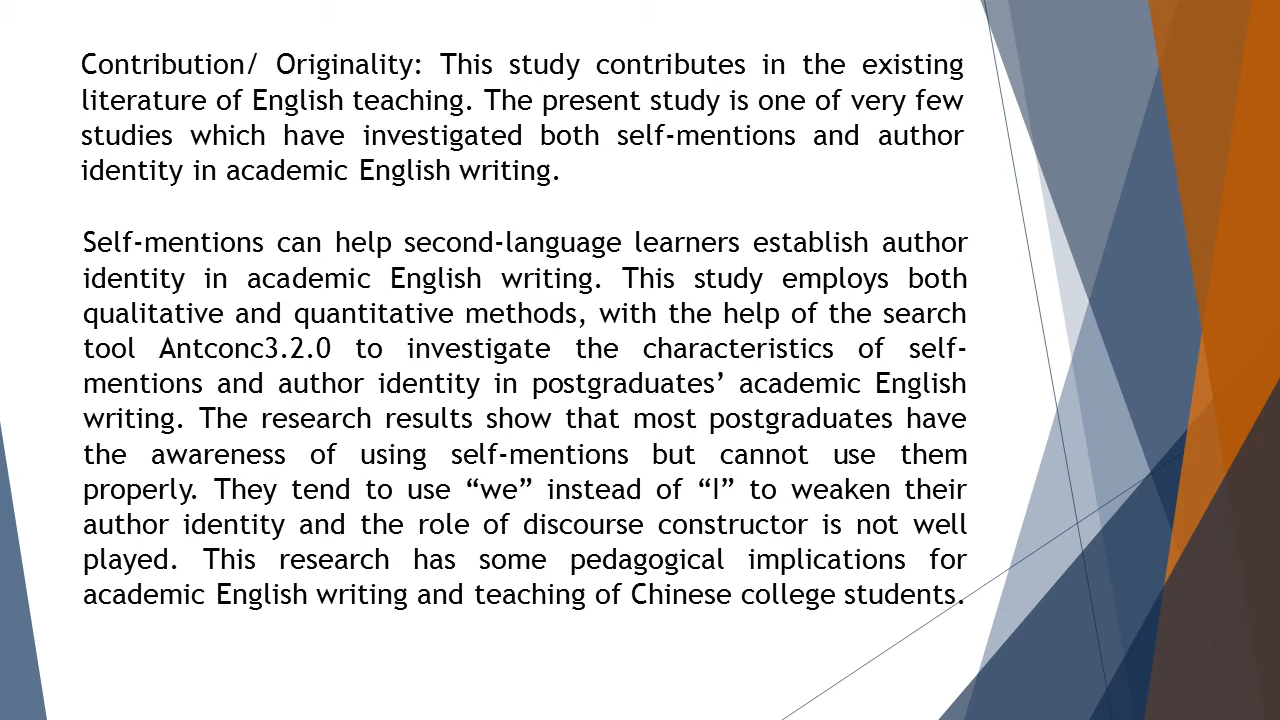 Contribution/ Originality: This study contributes in the existing
literature of English teaching. The present study is one of very few
studies which have investigated both self-mentions and author
identity in academic English writing.
Self-mentions can help second-language learners establish author
identity in academic English writing. This study employs both
qualitative and quantitative methods, with the help of the search
tool Antconc3.2.0 to investigate the characteristics of self-
mentions and author identity in postgraduates’ academic English
writing. The research results show that most postgraduates have
the awareness of using self-mentions but cannot use them
properly. They tend to use “we” instead of “I” to weaken their
author identity and the role of discourse constructor is not well
played. This research has some pedagogical implications for
academic English writing and teaching of Chinese college students.